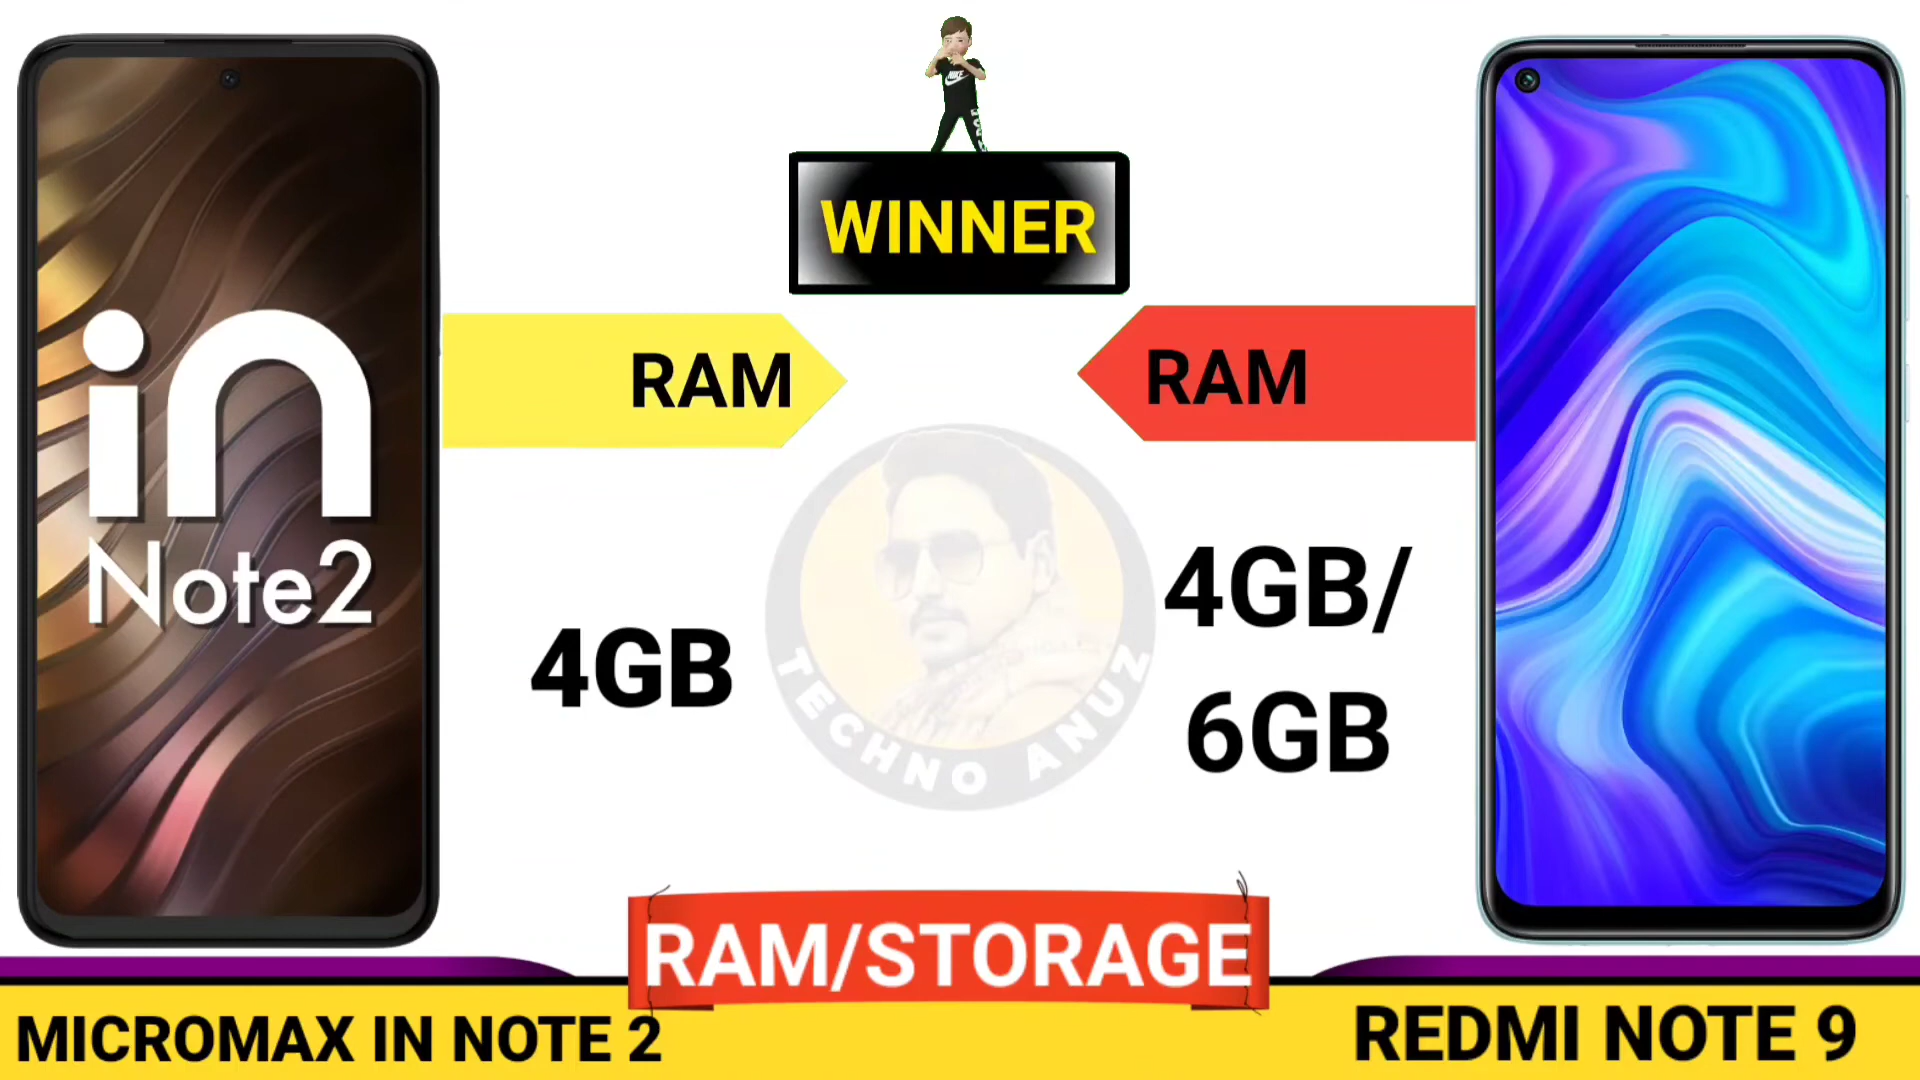 WINNER
RAM
RAM
in
Note2
4GB
4GB/
6GB
TECHNO ANUZ
RAM/STORAGE
MICROMAX IN NOTE 2
REDMI NOTE 9
NIKE